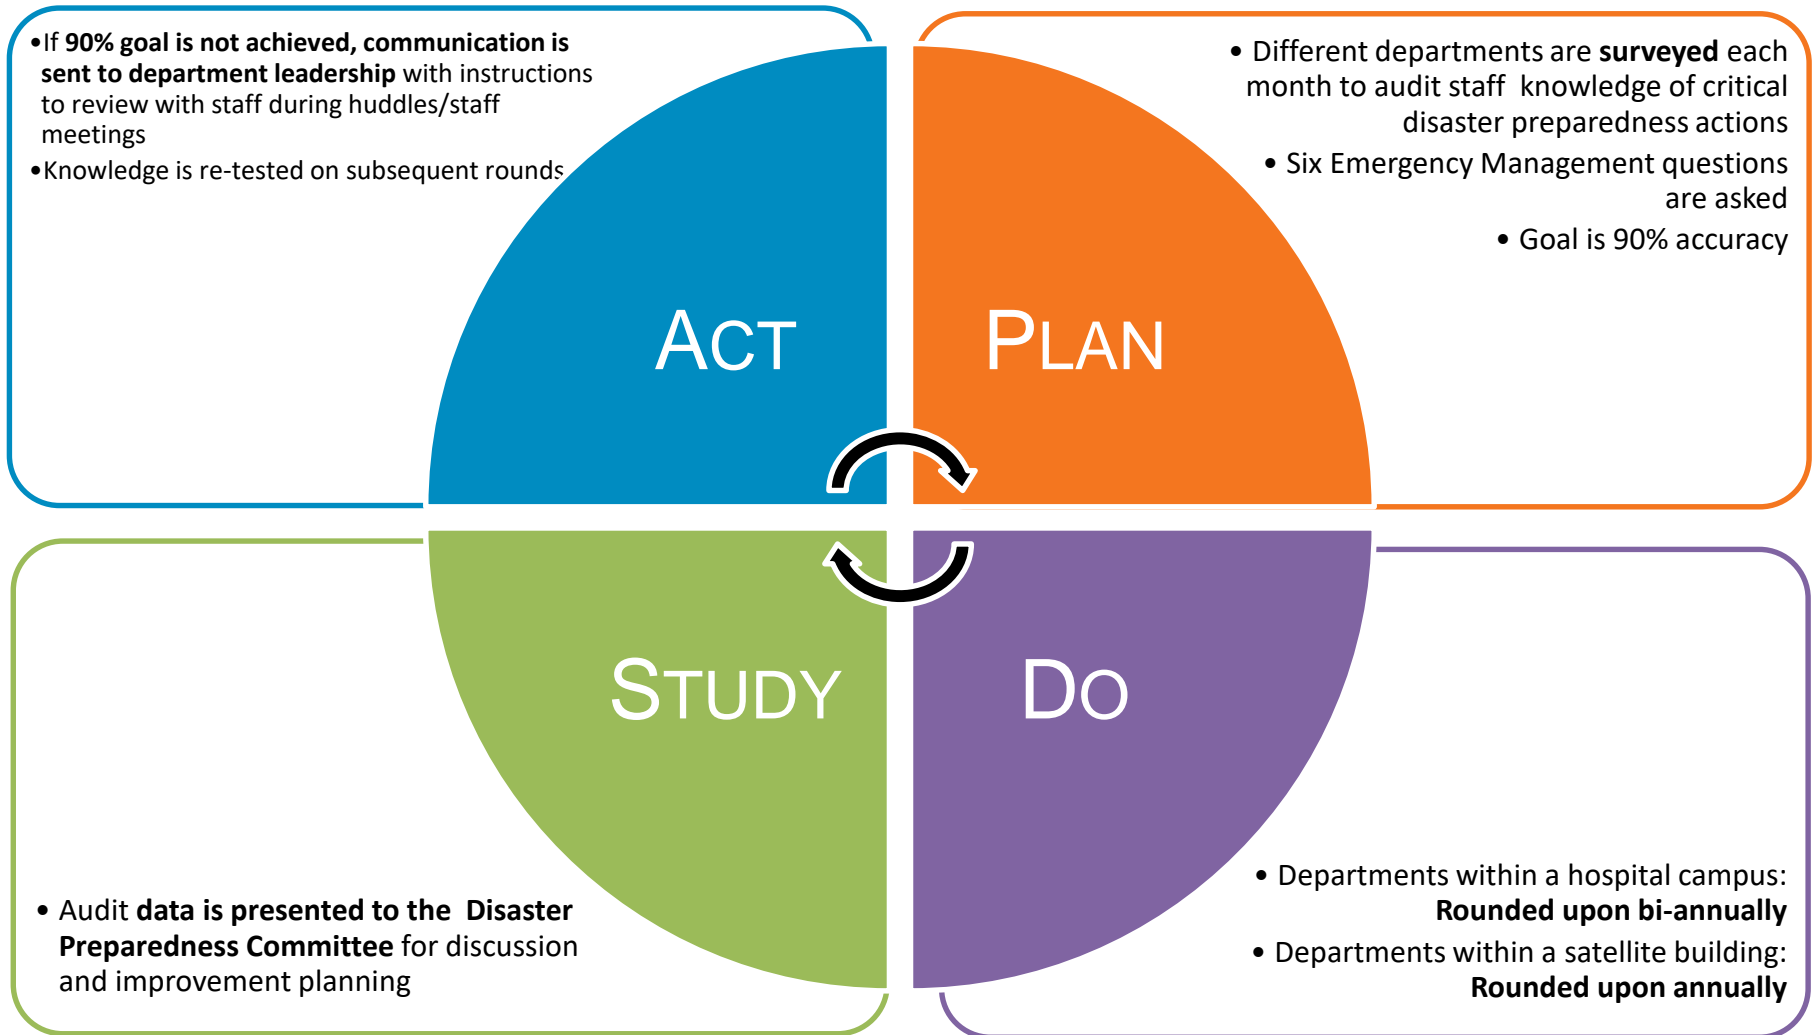 •If 90% goal is not achieved, communication is
sent to department leadership with instructions
to review with staff during huddles/staff
meetings
•Knowledge is re-tested on subsequent rounds
ACT
• Different departments are surveyed each
month to audit staff knowledge of critical
disaster preparedness actions
• Six Emergency Management questions
are asked
• Goal is 90% accuracy
PLAN
STUDY
• Audit data is presented to the Disaster
Preparedness Committee for discussion
and improvement planning
DO
• Departments within a hospital campus:
Rounded upon bi-annually
• Departments within a satellite building:
Rounded upon annually